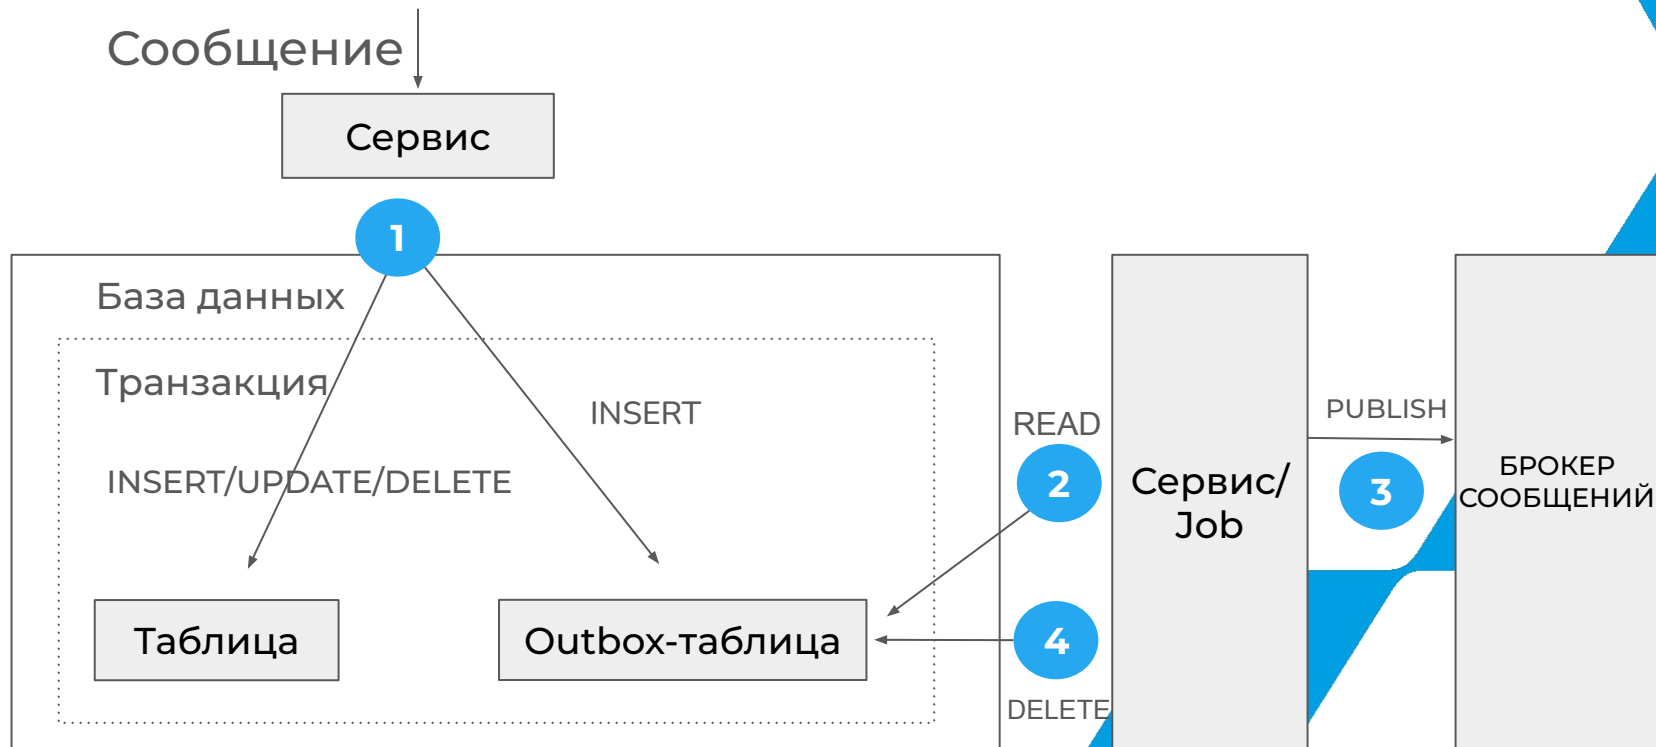 Сообщение
Сервис
1
База данных
Транзакция
INSERT
INSERT/UPDATE/DELETE
Таблица
Outbox-таблица
READ
2
4
DELETE
Сервис/
Job
PUBLISH
3
БРОКЕР
СООБЩЕНИЙ